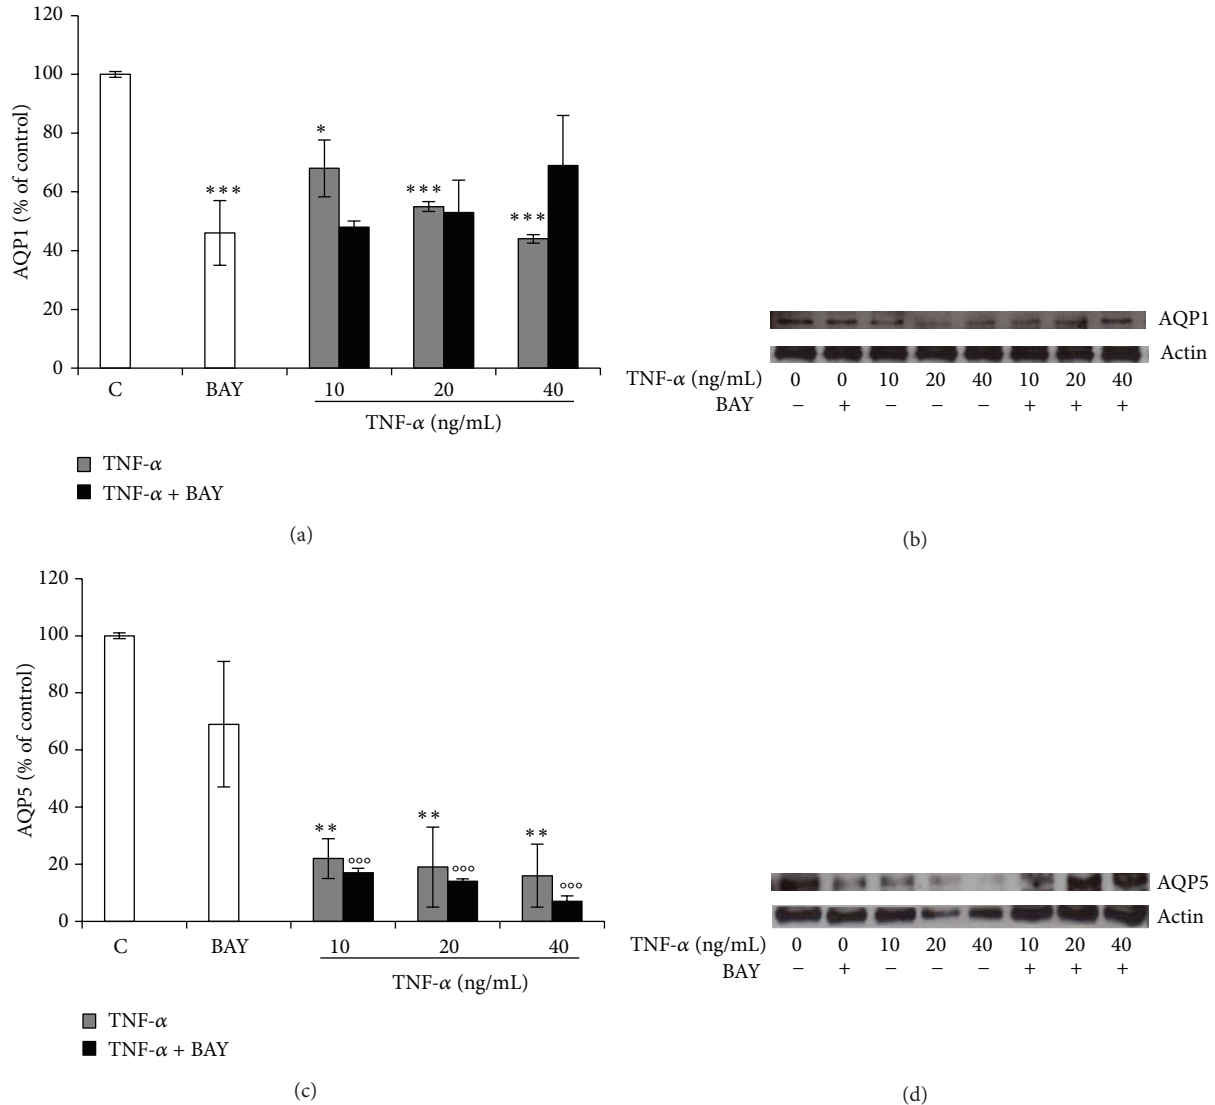 120
100
80
60
40
20
0
AQP1 (% of control)
***
*
***
***
C BAY 10 20 40
TNF-α (ng/mL)
TNF-α
TNF-α + BAY
(a)
AQP1
Actin
TNF-α (ng/mL) 0 0 10 20 40 10 20 40
BAY − + − − − + + +
(b)
120
100
80
60
40
20
0
AQP5 (% of control)
** °°°
** °°°
** °°°
C BAY 10 20 40
TNF-α (ng/mL)
TNF-α
TNF-α + BAY
(c)
AQP5
Actin
TNF-α (ng/mL) 0 0 10 20 40 10 20 40
BAY − + − − − + + +
(d)